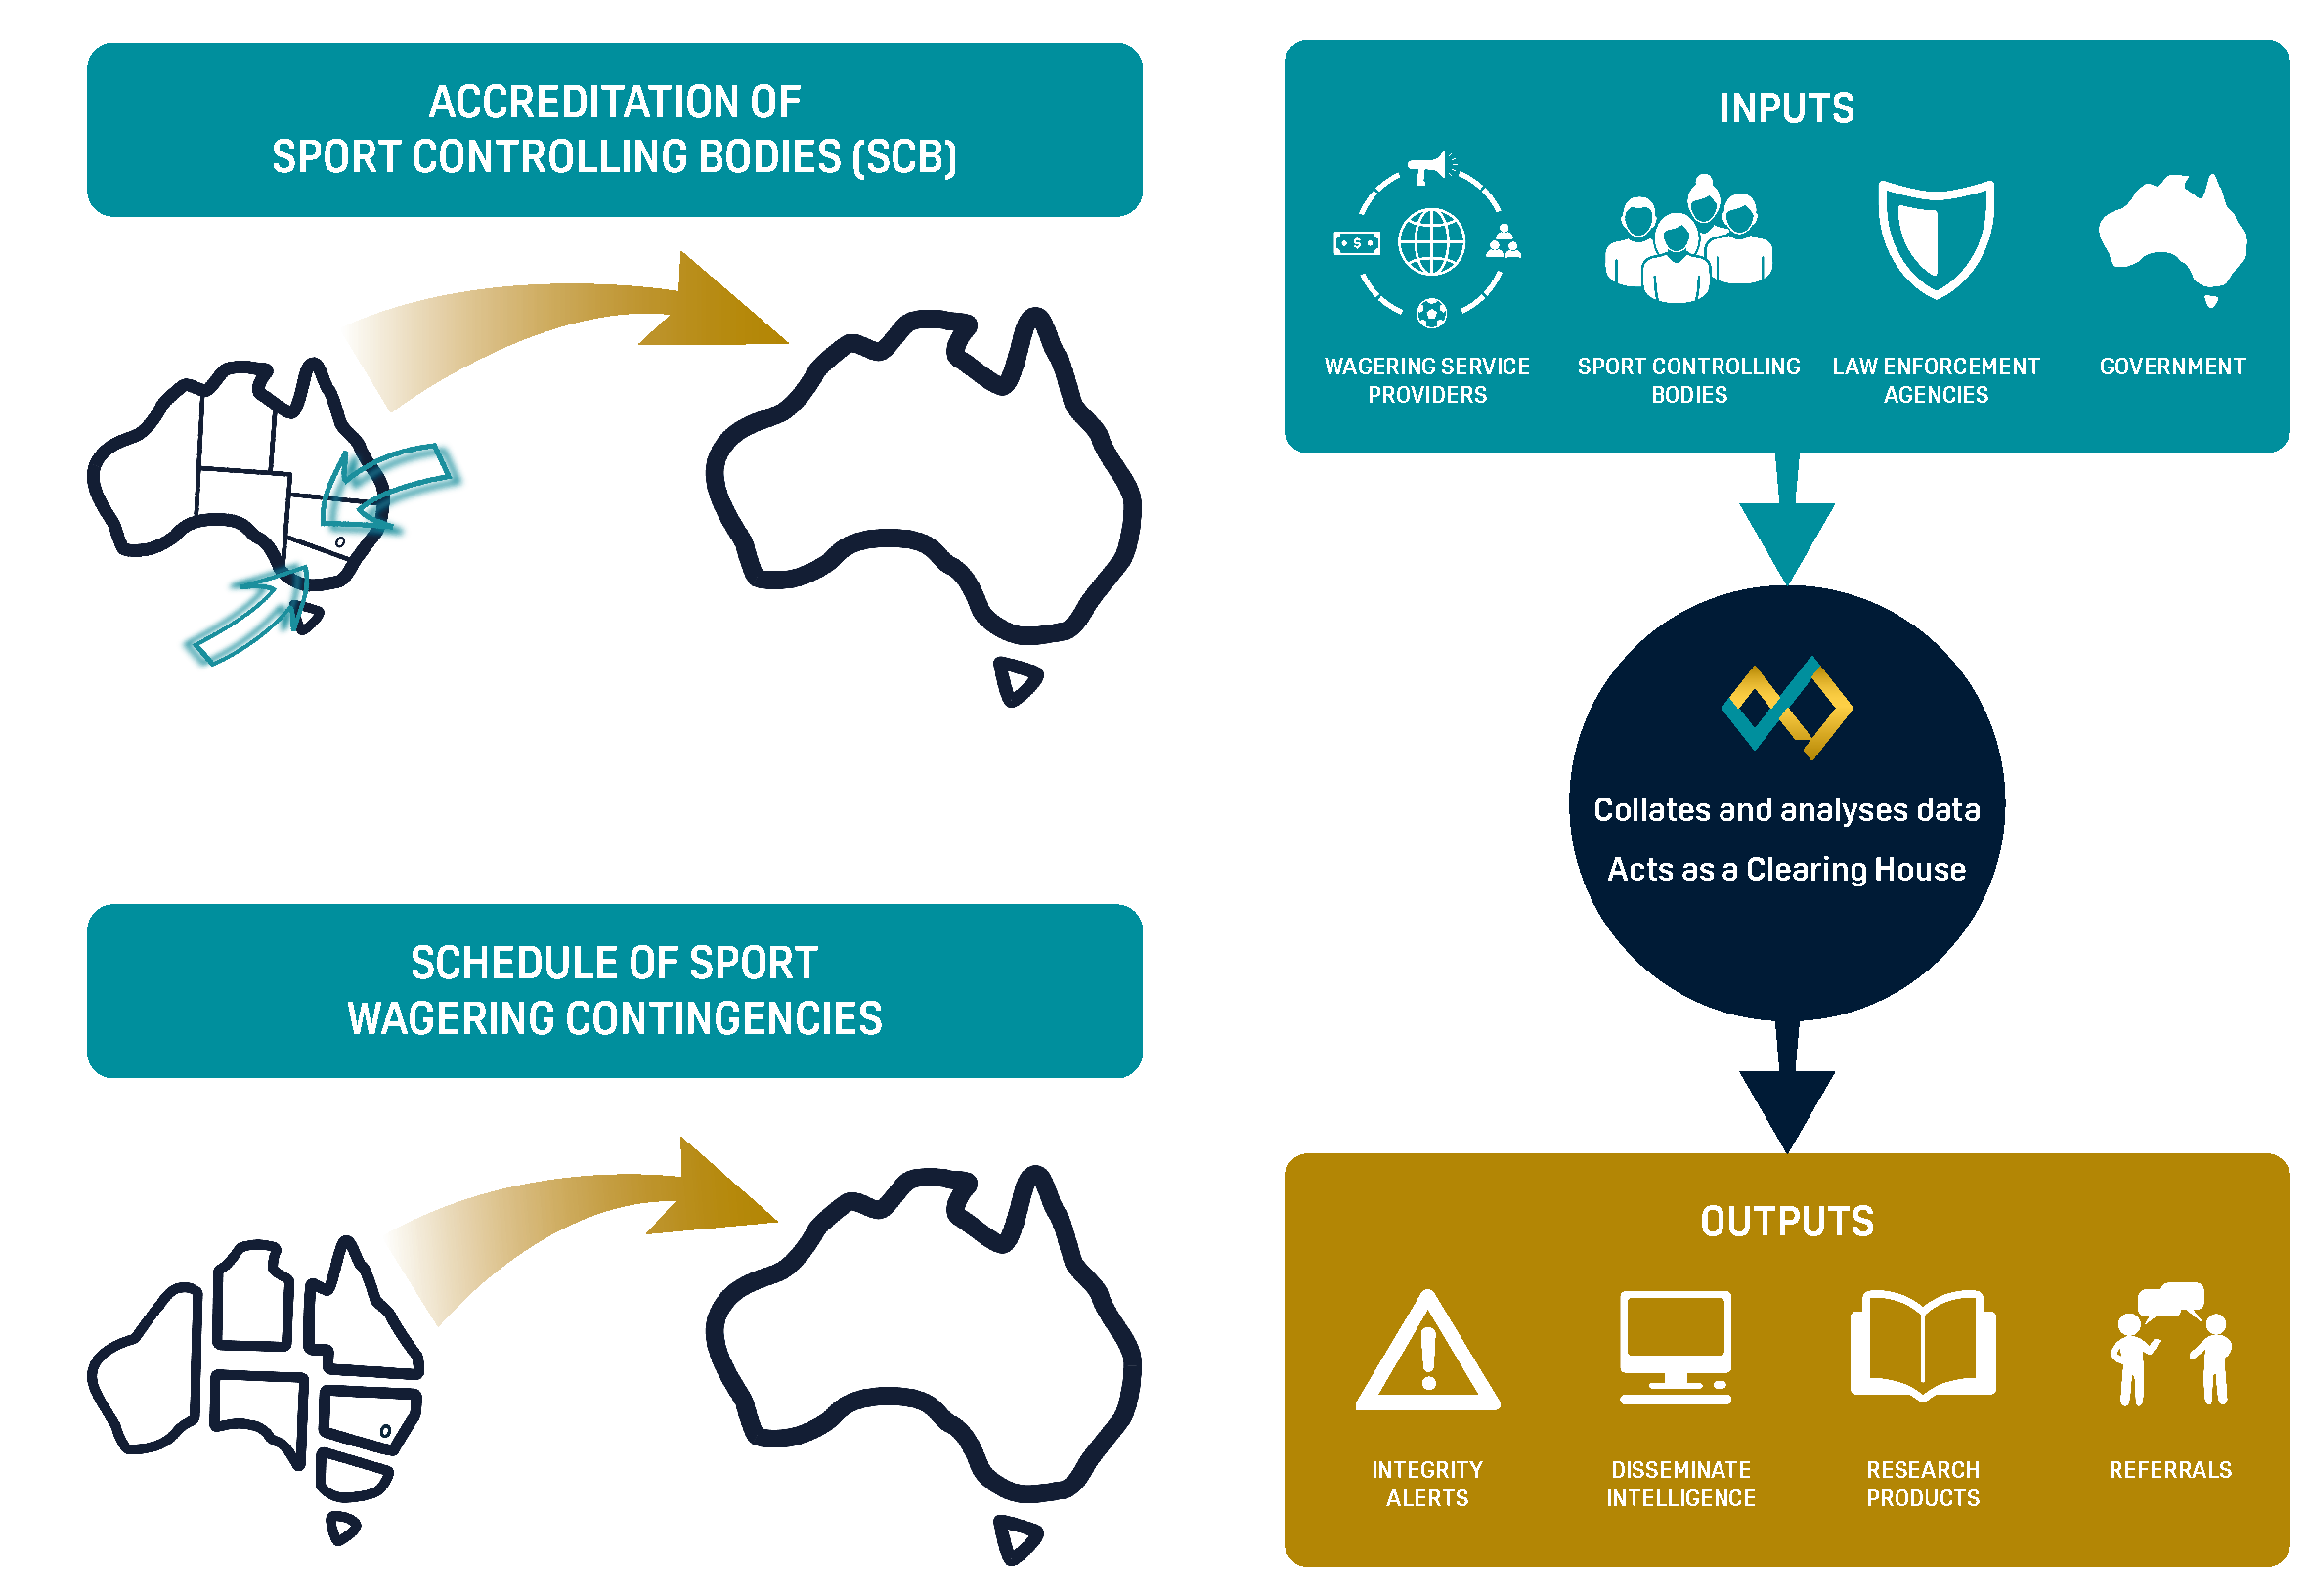 ACCREDITATION OF
SPORT CONTROLLING BODIES (SCB)
SCHEDULE OF SPORT
WAGERING CONTINGENCIES
INPUTS
$
WAGERING SERVICE
PROVIDERS
SPORT CONTROLLING
BODIES
LAW ENFORCEMENT
AGENCIES
GOVERNMENT
Collates and analyses data
Acts as a Clearing House
OUTPUTS
INTEGRITY
ALERTS
DISSEMINATE
INTELLIGENCE
RESEARCH
PRODUCTS
REFERRALS